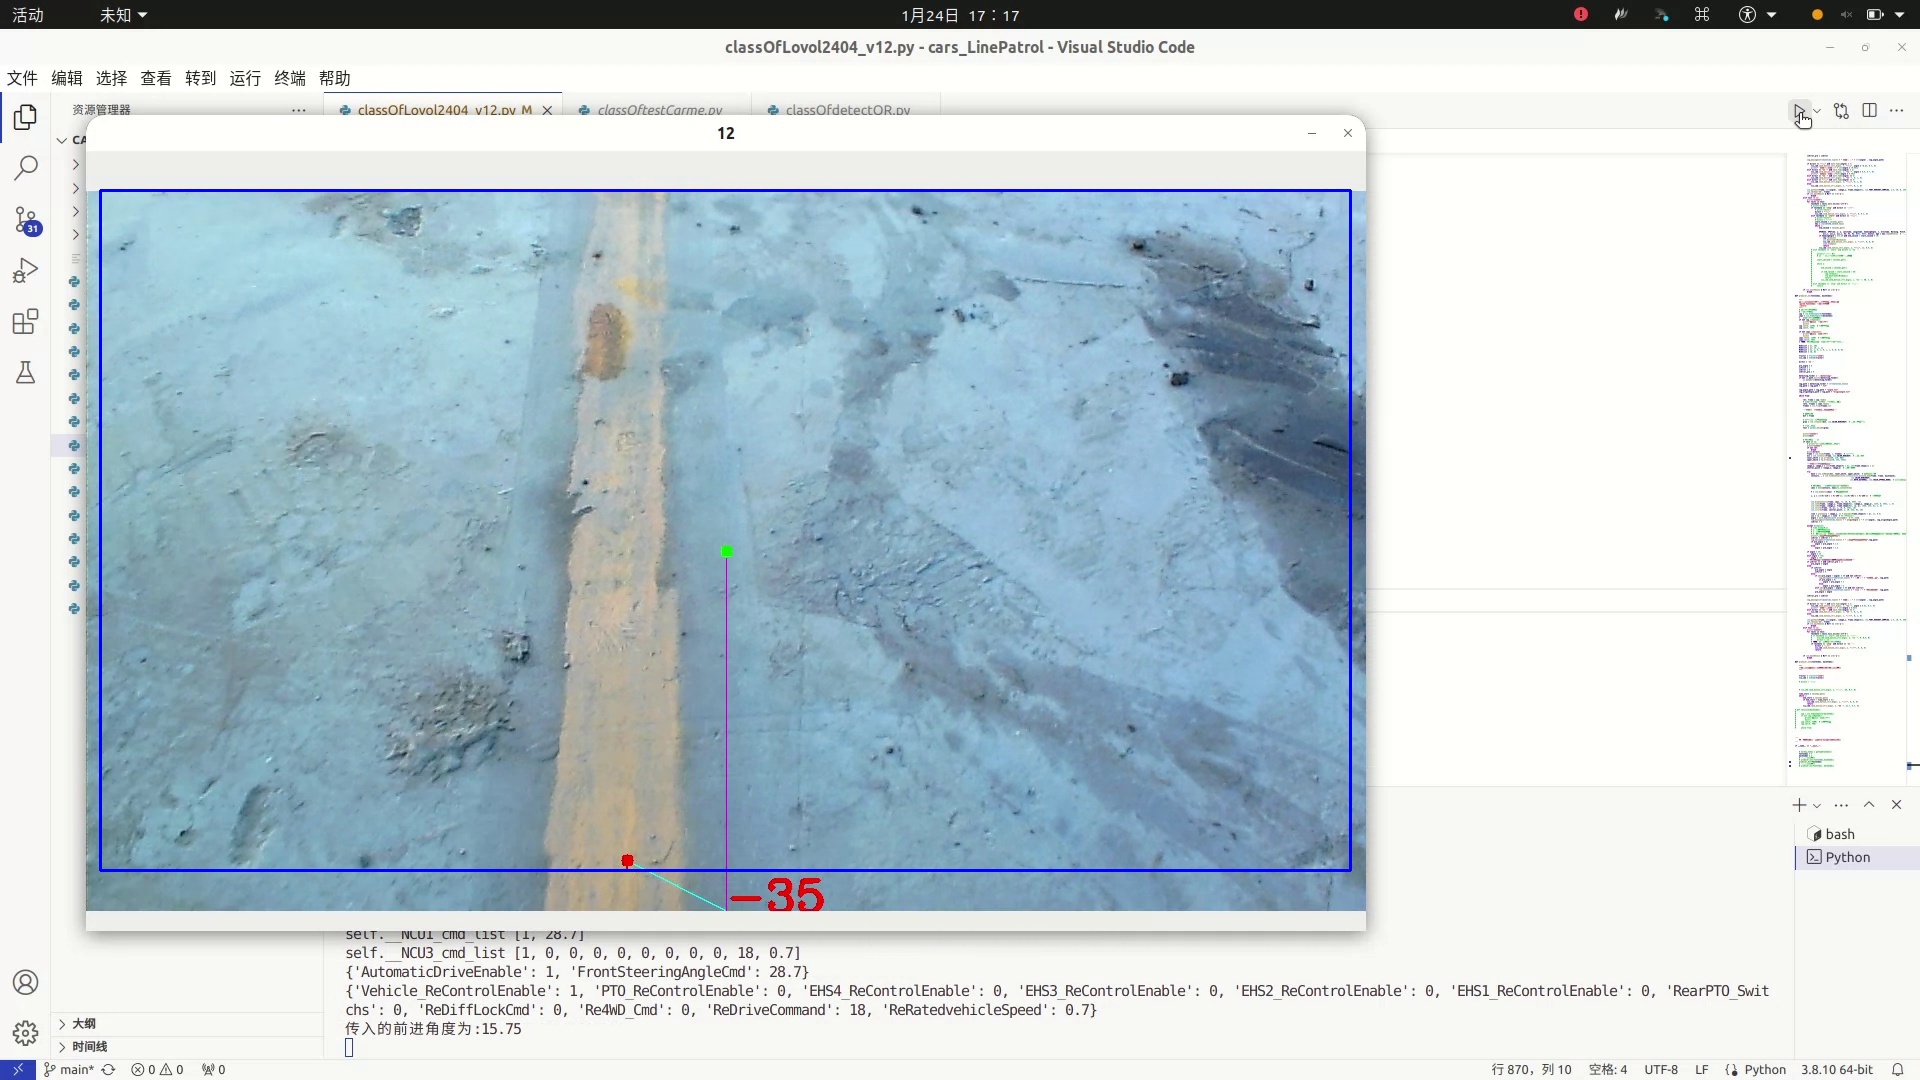 活动 未知 1月24日 17：17
classOfLovol2404_v12.py - cars_LinePatrol - Visual Studio Code
文件 编辑 选择 查看 转到 运行 终端 帮助
资源管理器 classOfLovol2404_v12.py M classOftestCarme.py classOfdetectQR.py
12
CA
31
-35
bash
Python
self.__NCU1_cmd_list [1, 28.7]
self.__NCU3_cmd_list [1, 0, 0, 0, 0, 0, 0, 0, 0, 18, 0.7]
{'AutomaticDriveEnable': 1, 'FrontSteeringAngleCmd': 28.7}
{'Vehicle_ReControlEnable': 1, 'PTO_ReControlEnable': 0, 'EHS4_ReControlEnable': 0, 'EHS3_ReControlEnable': 0, 'EHS2_ReControlEnable': 0, 'EHS1_ReControlEnable': 0, 'RearPTO_Swit
chs': 0, 'ReDiffLockCmd': 0, 'Re4WD_Cmd': 0, 'ReDriveCommand': 18, 'ReRatedvehicleSpeed': 0.7}
传入的前进角度为:15.75
大纲
时间线
main* 0 0 0 行 870，列 10 空格: 4 UTF-8 LF Python 3.8.10 64-bit